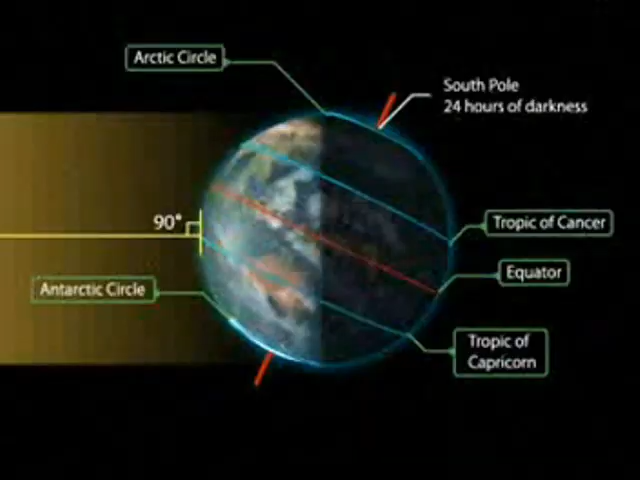 Arctic Circle
South Pole
24 hours of darkness
90°
Tropic of Cancer
Equator
Antarctic Circle
Tropic of
Capricorn